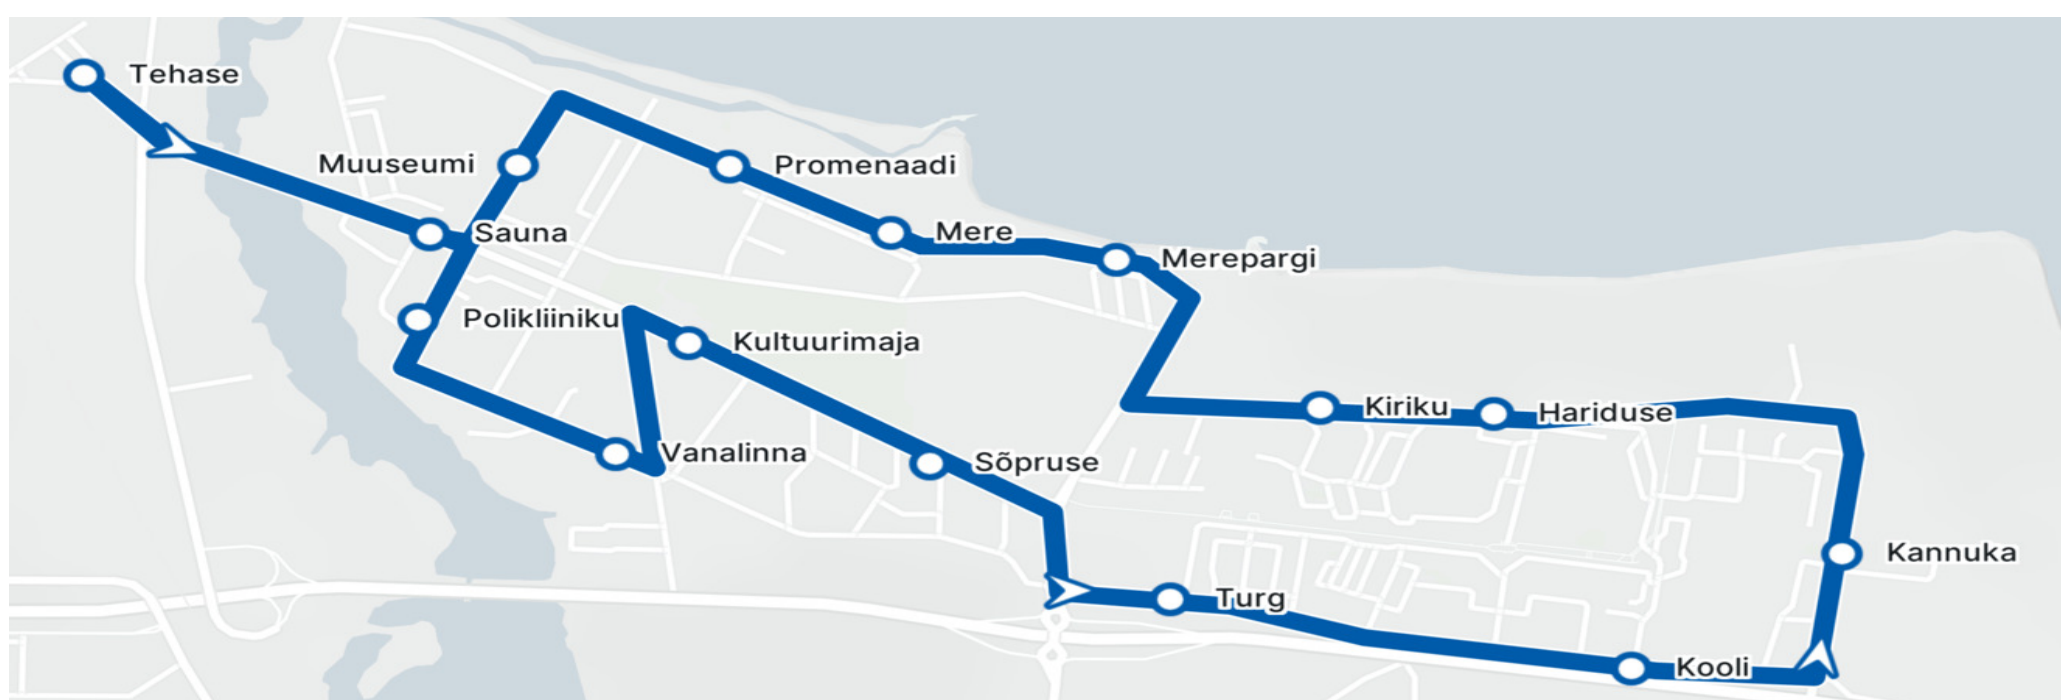 Tehase
Muuseumi
Promenaadi
Sauna
Mere
Merepargi
Polikliiniku
Kultuurimaja
Kiriku
Hariduse
Vanalinna
Sõpruse
Kannuka
Turg
Kooli